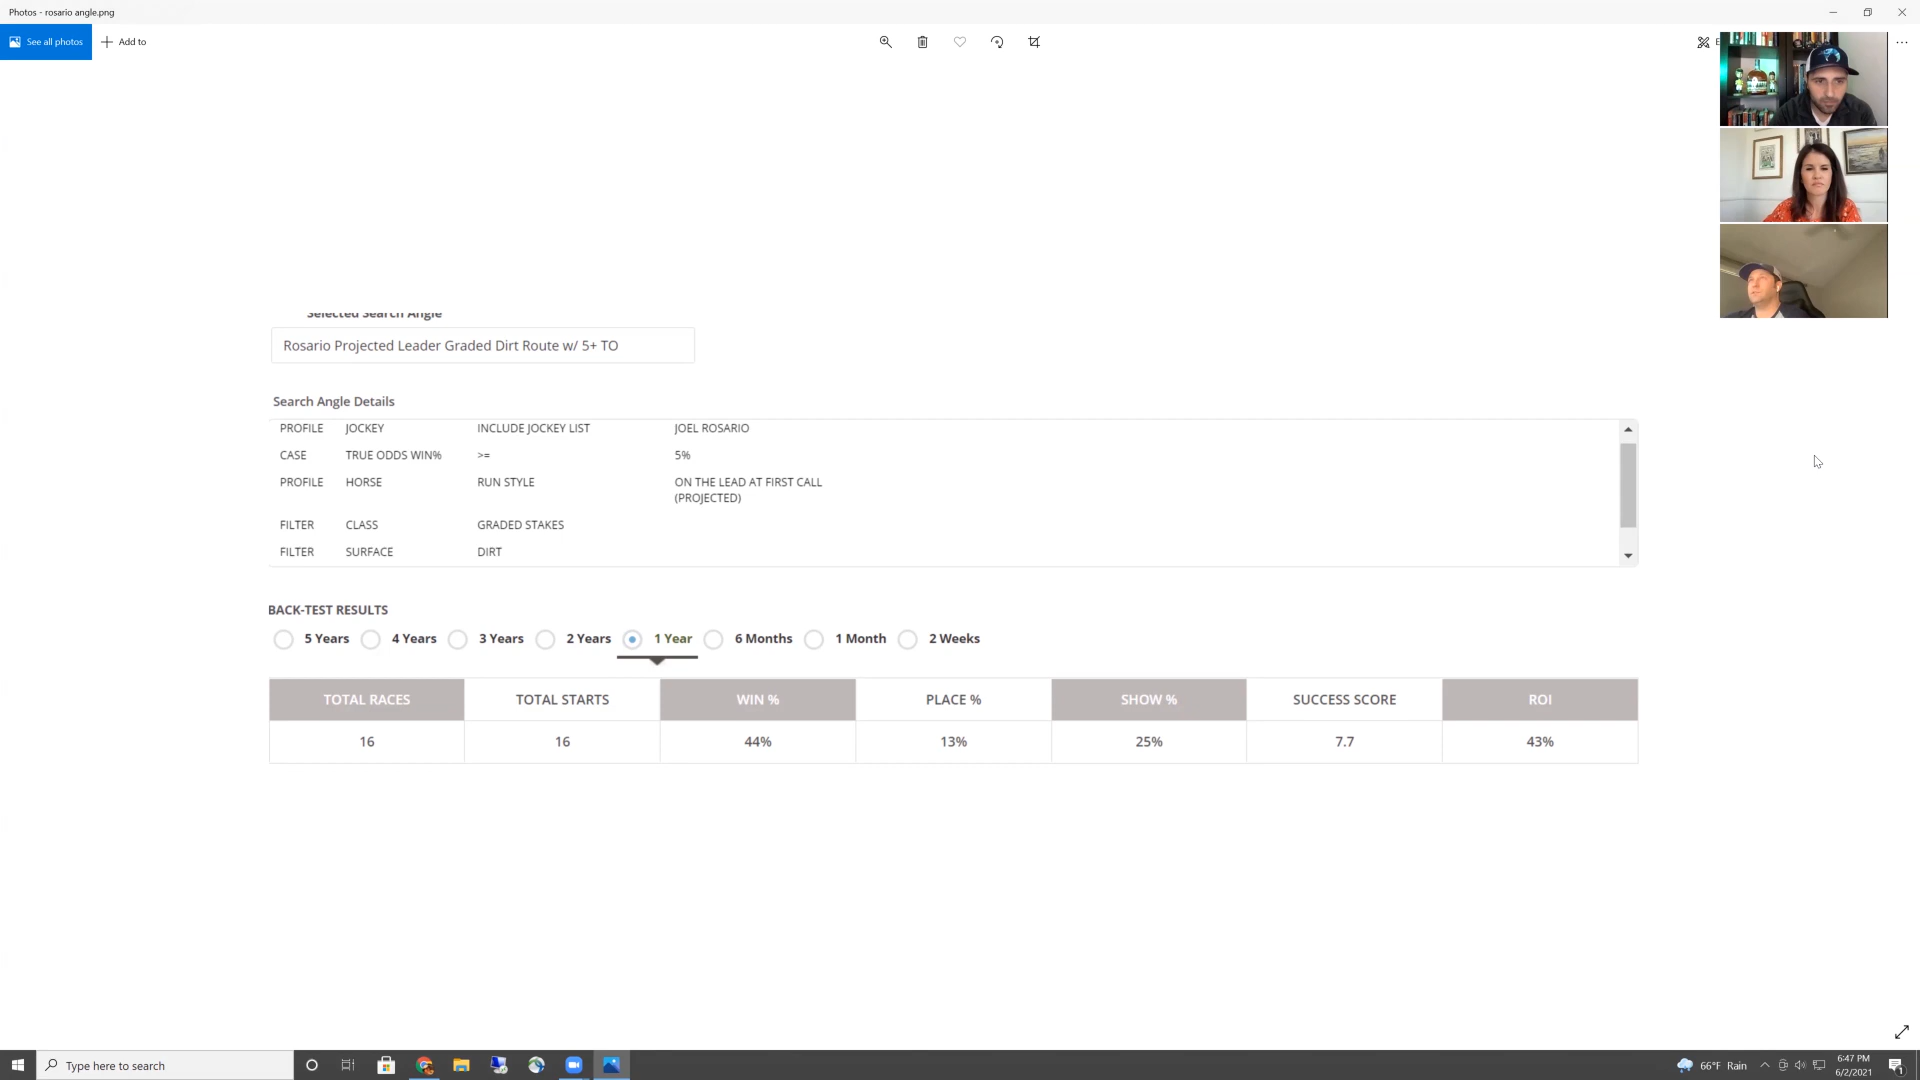 Photos - rosario angle.png
See all photos
Add to
Selected Search Angle
Rosario Projected Leader Graded Dirt Route w/ 5+ TO
Search Angle Details
PROFILE JOCKEY INCLUDE JOCKEY LIST JOEL ROSARIO
CASE TRUE ODDS WIN% >= 5%
PROFILE HORSE RUN STYLE ON THE LEAD AT FIRST CALL
(PROJECTED)
FILTER CLASS GRADED STAKES
FILTER SURFACE DIRT
BACK-TEST RESULTS
5 Years 4 Years 3 Years 2 Years 1 Year 6 Months 1 Month 2 Weeks
TOTAL RACES TOTAL STARTS WIN % PLACE % SHOW % SUCCESS SCORE ROI
16 16 44% 13% 25% 7.7 43%
Type here to search
66°F Rain
6:47 PM
6/2/2021
1